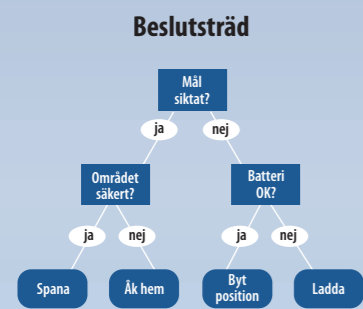 Beslutsträd
Mål
siktat?
ja
nej
Området
säkert?
Batteri
OK?
ja
nej
ja
nej
Spana
Åk hem
Byt
position
Ladda